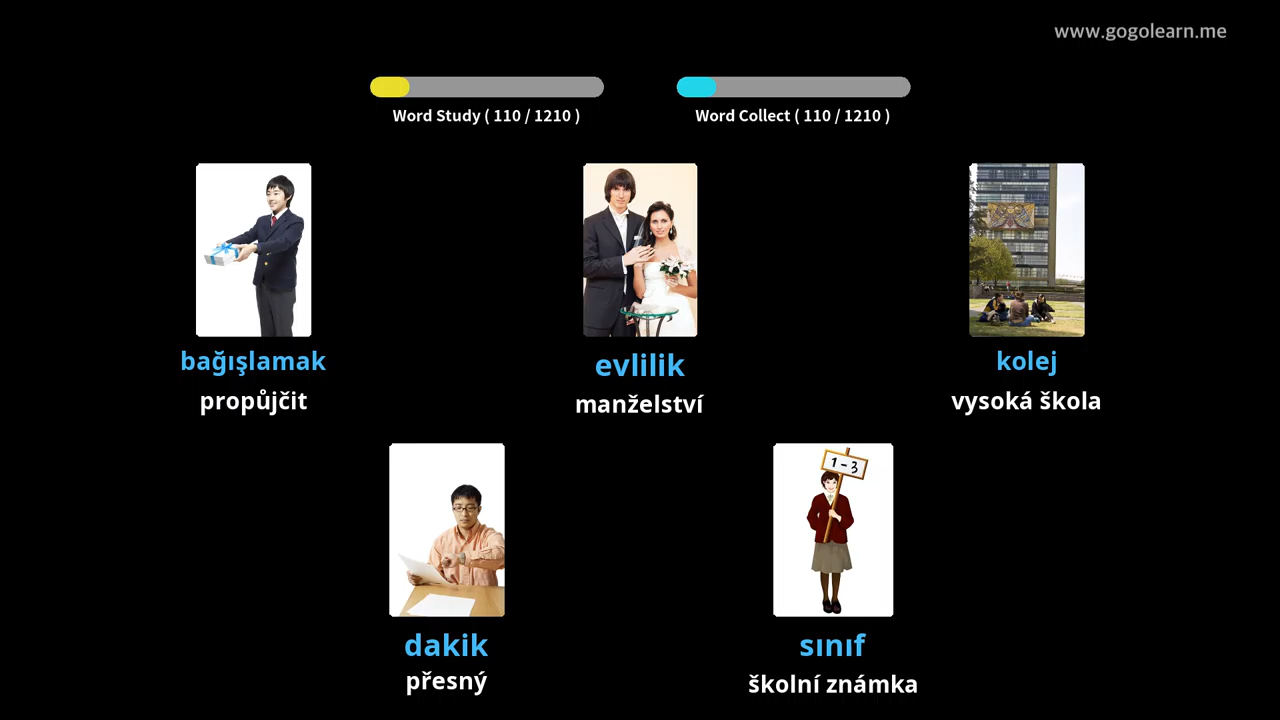 www.gogolearn.me
Word Study ( 110 / 1210 )
Word Collect ( 110 / 1210 )
bağışlamak
propůjčit
evlilik
manželství
kolej
vysoká škola
1-3
dakik
přesný
sınıf
školní známka